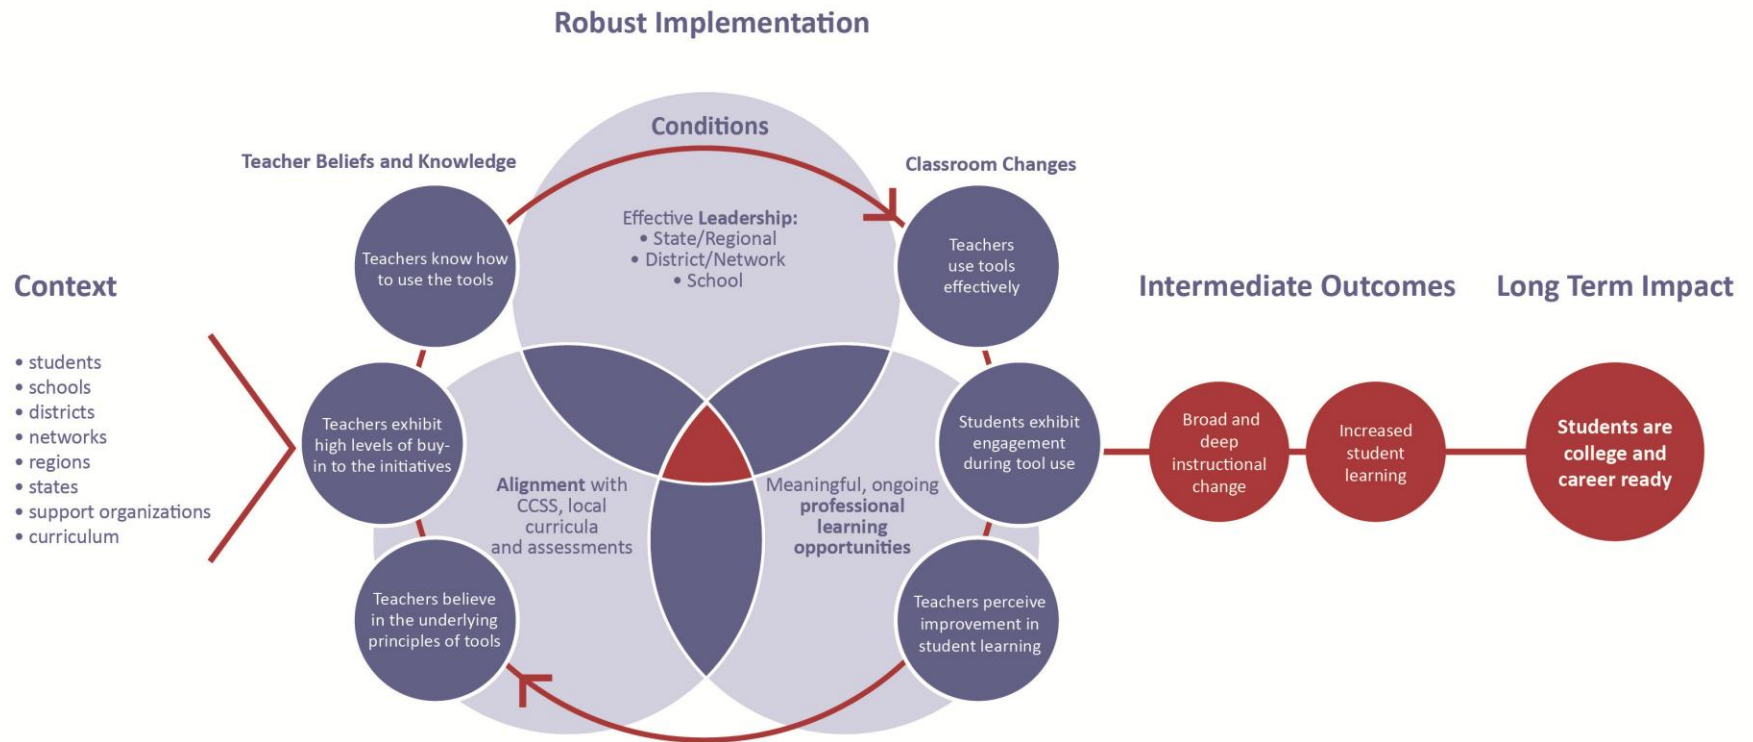 Robust Implementation
Context
• students
• schools
• districts
• networks
• regions
• states
• support organizations
• curriculum
Teacher Beliefs and Knowledge
Teachers know how
to use the tools
Teachers exhibit
high levels of buy-
in to the initiatives
Teachers believe
in the underlying
principles of tools
Conditions
Effective Leadership:
• State/Regional
• District/Network
• School
Alignment with
CCSS, local
curricula
and assessments
Meaningful, ongoing
professional
learning
opportunities
Classroom Changes
Teachers
use tools
effectively
Students exhibit
engagement
during tool use
Teachers perceive
improvement in
student learning
Intermediate Outcomes
Broad and
deep
instructional
change
Increased
student
learning
Long Term Impact
Students are
college and
career ready